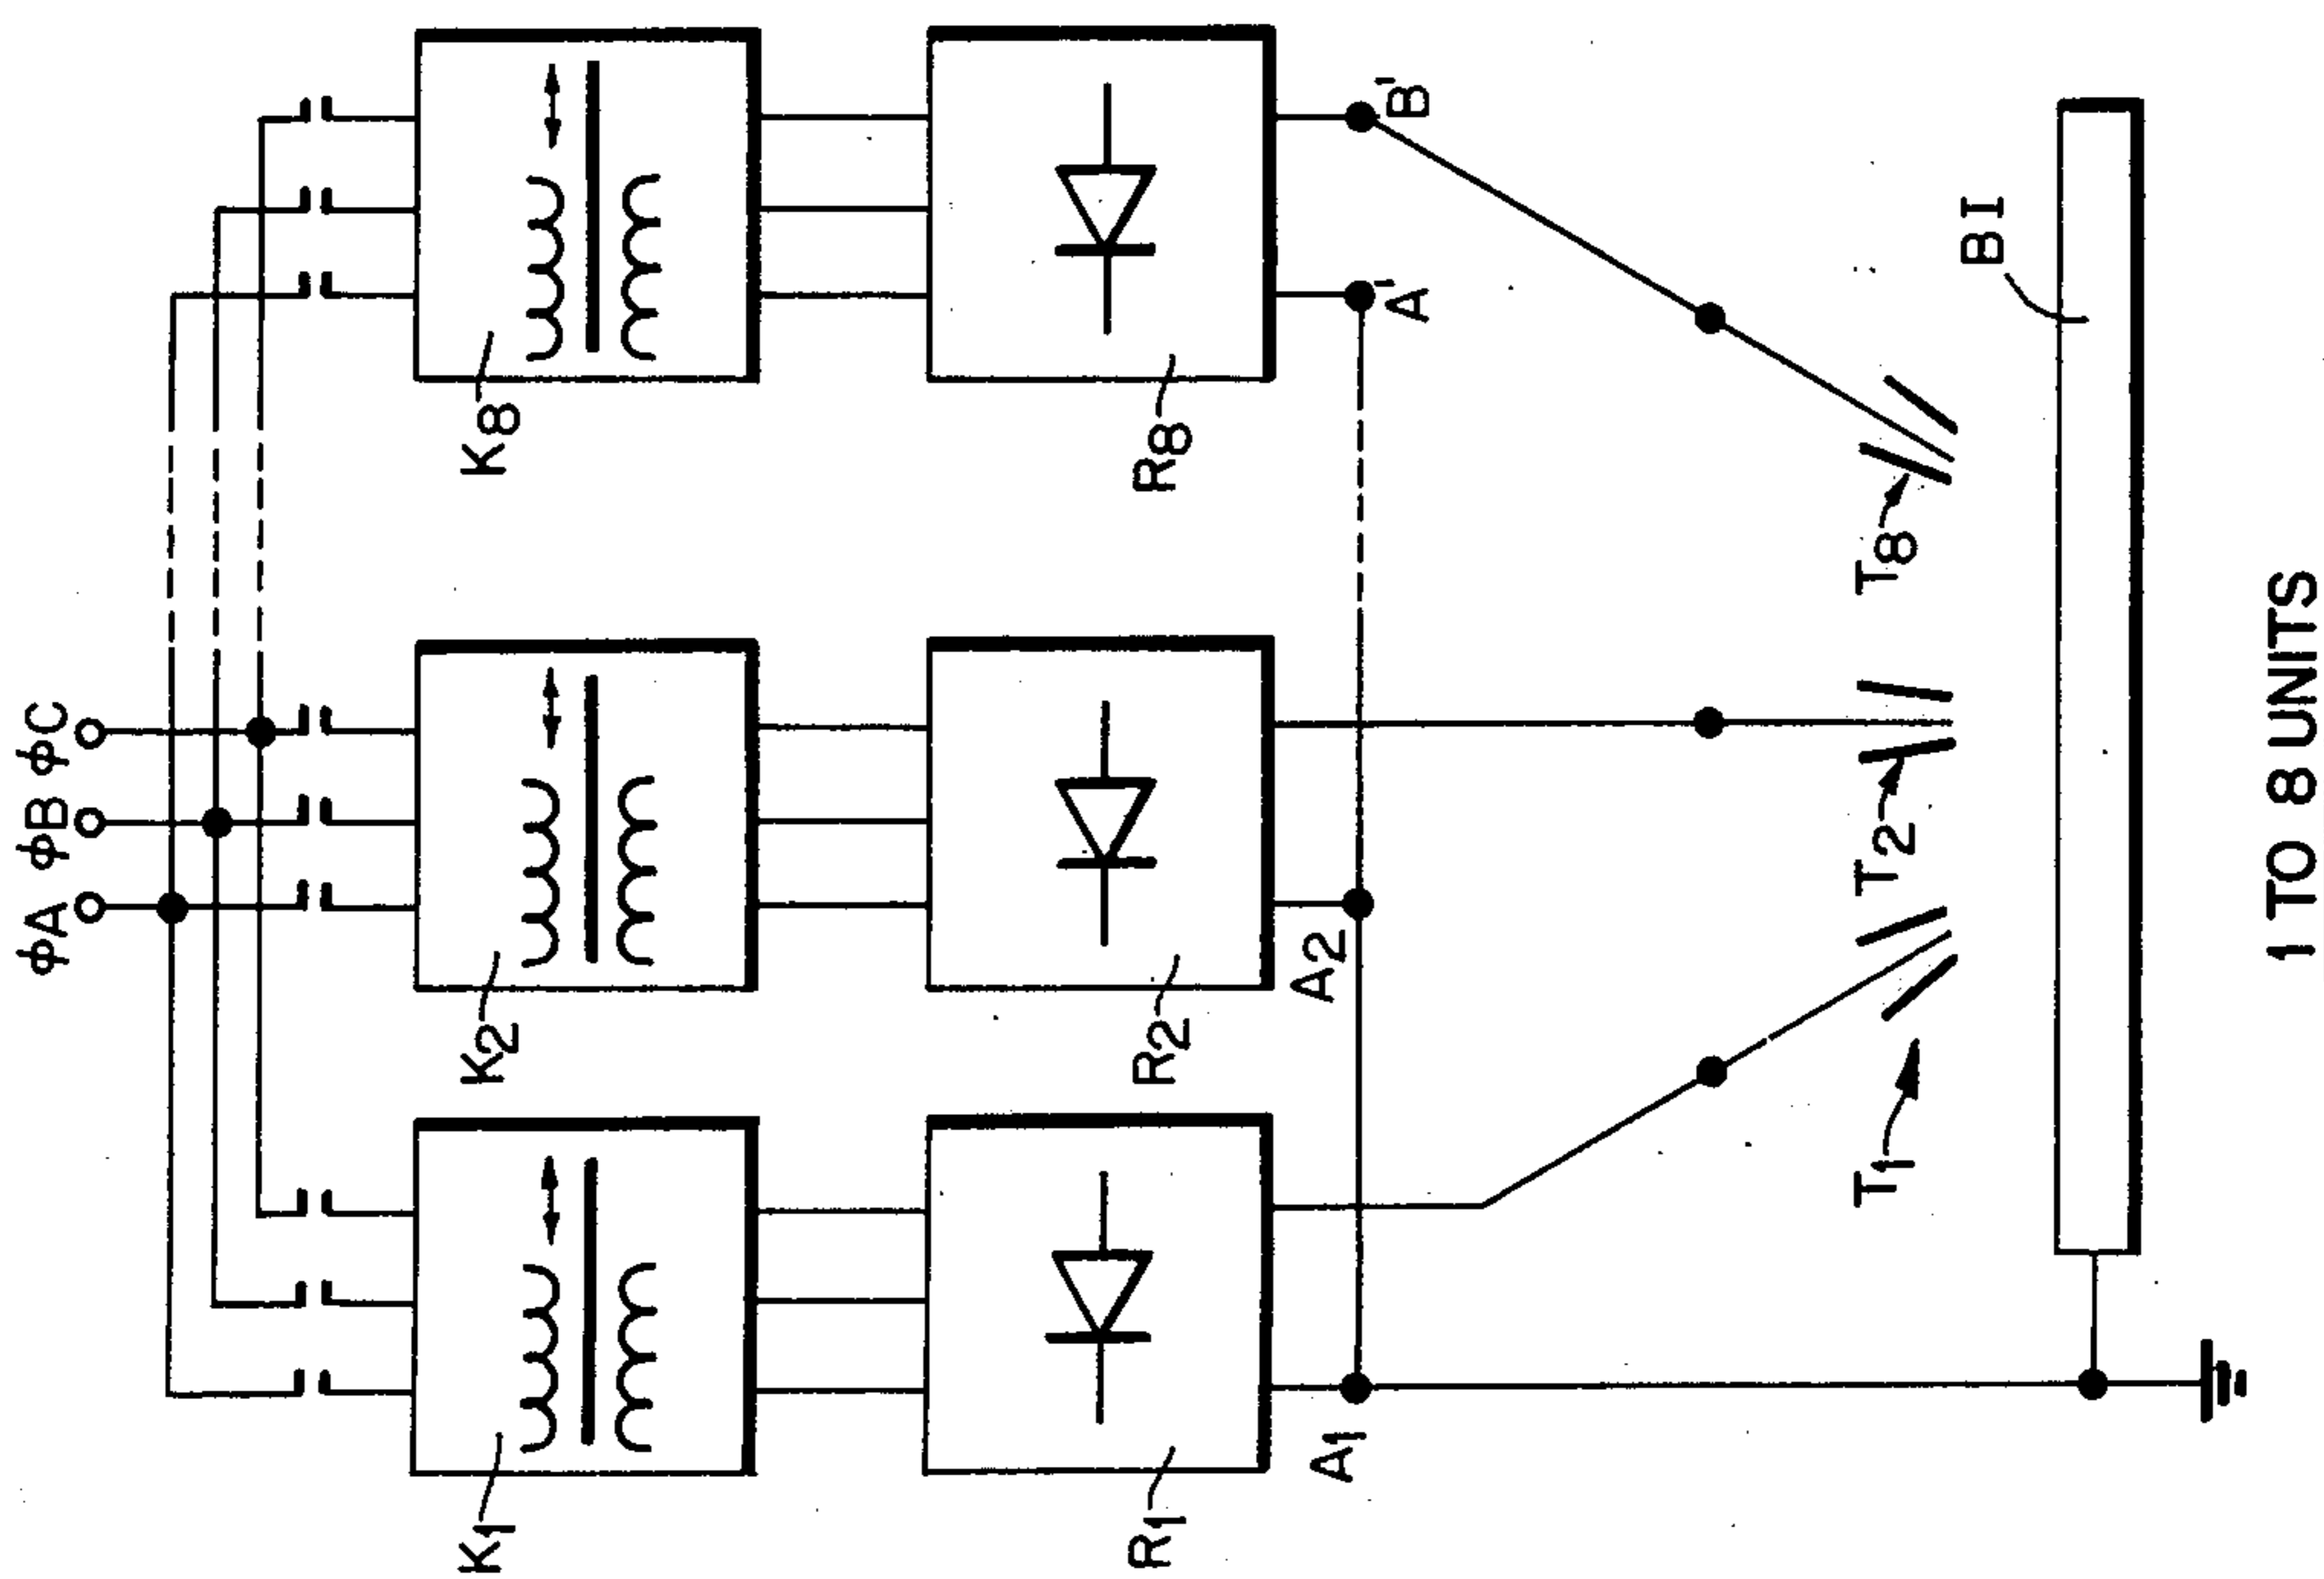 φA φB φC
K1
K2
K8
R1
R2
R8
A1
A2
A'
B'
T1
T2
T8
BI
1 TO 8 UNITS